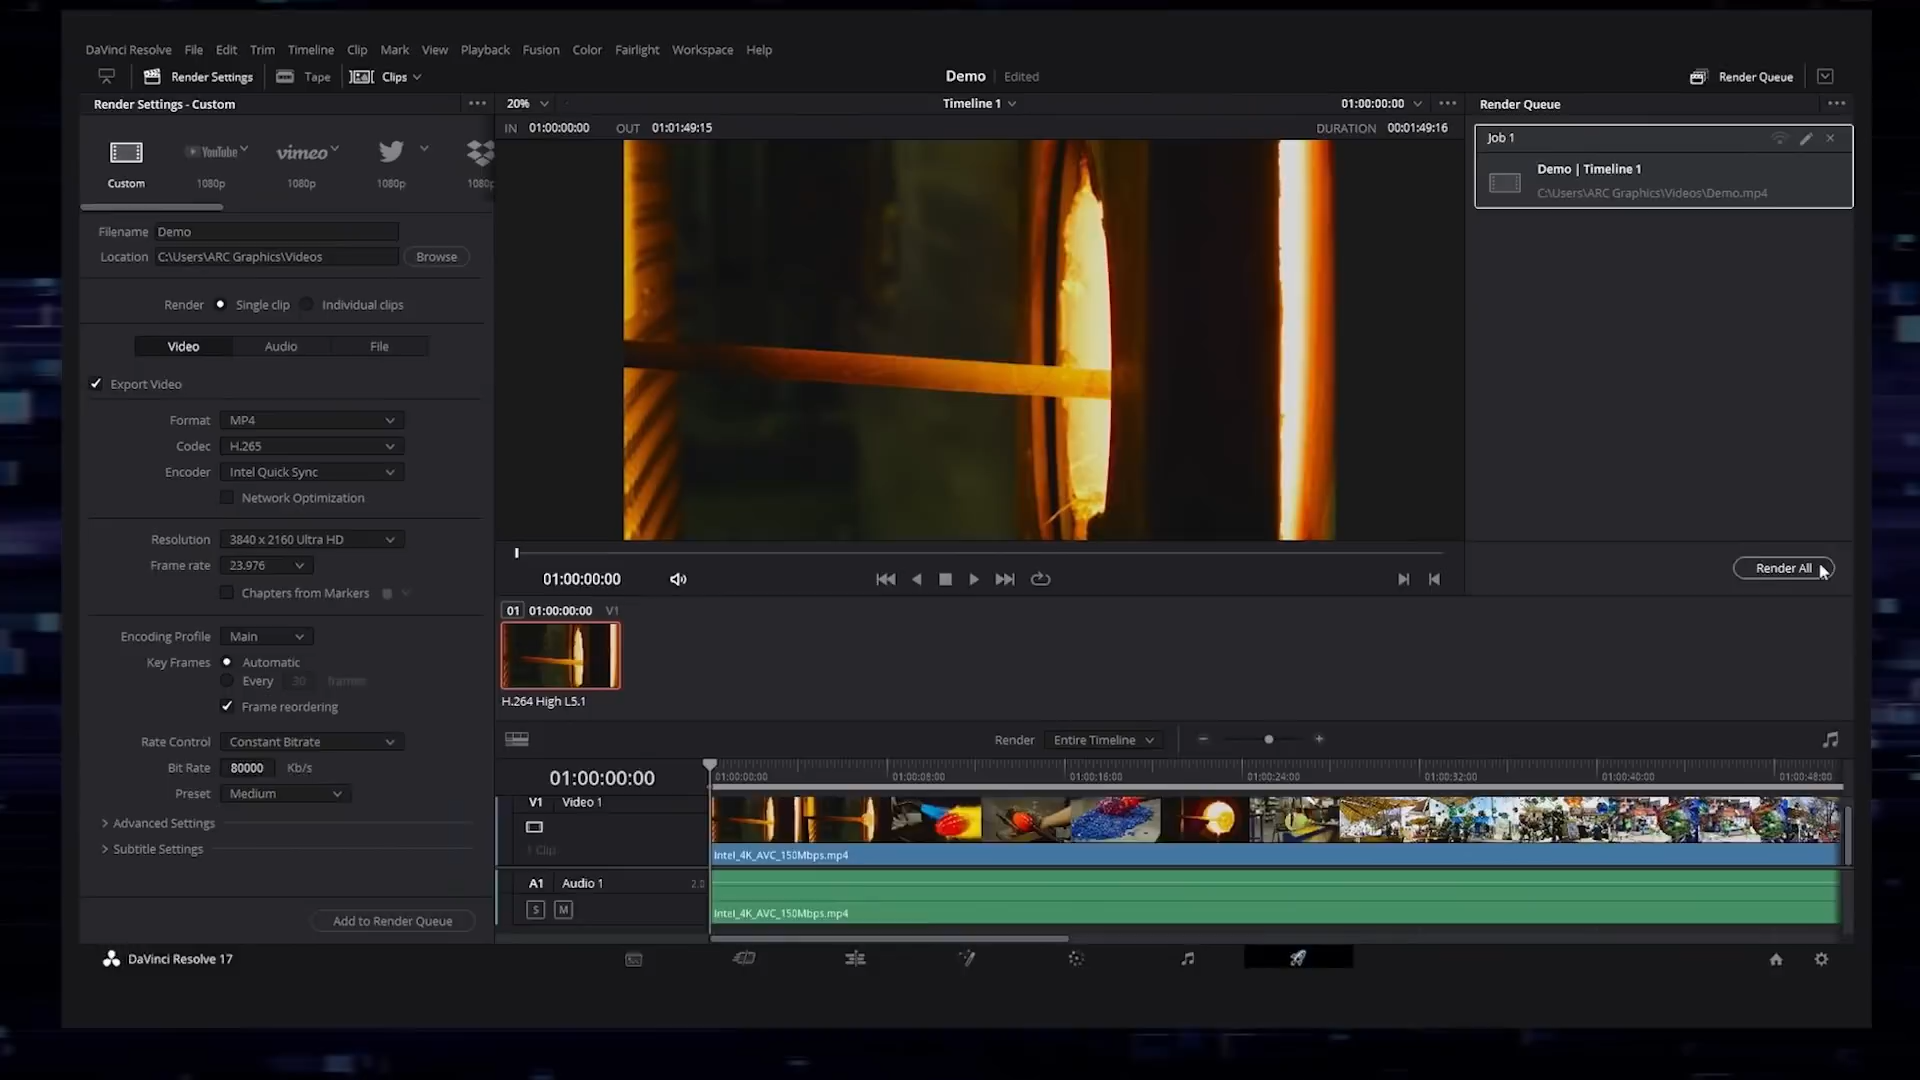 DaVinci Resolve File Edit Trim Timeline Clip Mark View Playback Fusion Color Fairlight Workspace Help
Render Settings Tape Clips Demo Edited Render Queue
Render Settings - Custom 20% Timeline 1 01:00:00:00 Render Queue
IN 01:00:00:00 OUT 01:01:49:15 DURATION 00:01:49:16
Job 1
Demo | Timeline 1
C:\Users\ARC Graphics\Videos\Demo.mp4
YouTube vimeo
Custom 1080p 1080p 1080p 1080p
Filename Demo
Location C:\Users\ARC Graphics\Videos Browse
Render Single clip Individual clips
Video Audio File
Export Video
Format MP4
Codec H.265
Encoder Intel Quick Sync
Network Optimization
Resolution 3840 x 2160 Ultra HD
Frame rate 23.976
Chapters from Markers
Encoding Profile Main
Key Frames Automatic
Every 30 frames
Frame reordering
Rate Control Constant Bitrate
Bit Rate 80000 Kb/s
Preset Medium
Advanced Settings
Subtitle Settings
Add to Render Queue
01:00:00:00
Render All
01 01:00:00:00 V1
H.264 High L5.1
Render Entire Timeline
01:00:00:00 01:00:00:00 01:00:08:00 01:00:16:00 01:00:24:00 01:00:32:00 01:00:40:00 01:00:48:00
V1 Video 1
1 Clip
Intel_4K_AVC_150Mbps.mp4
A1 Audio 1 2.0
S M
Intel_4K_AVC_150Mbps.mp4
DaVinci Resolve 17